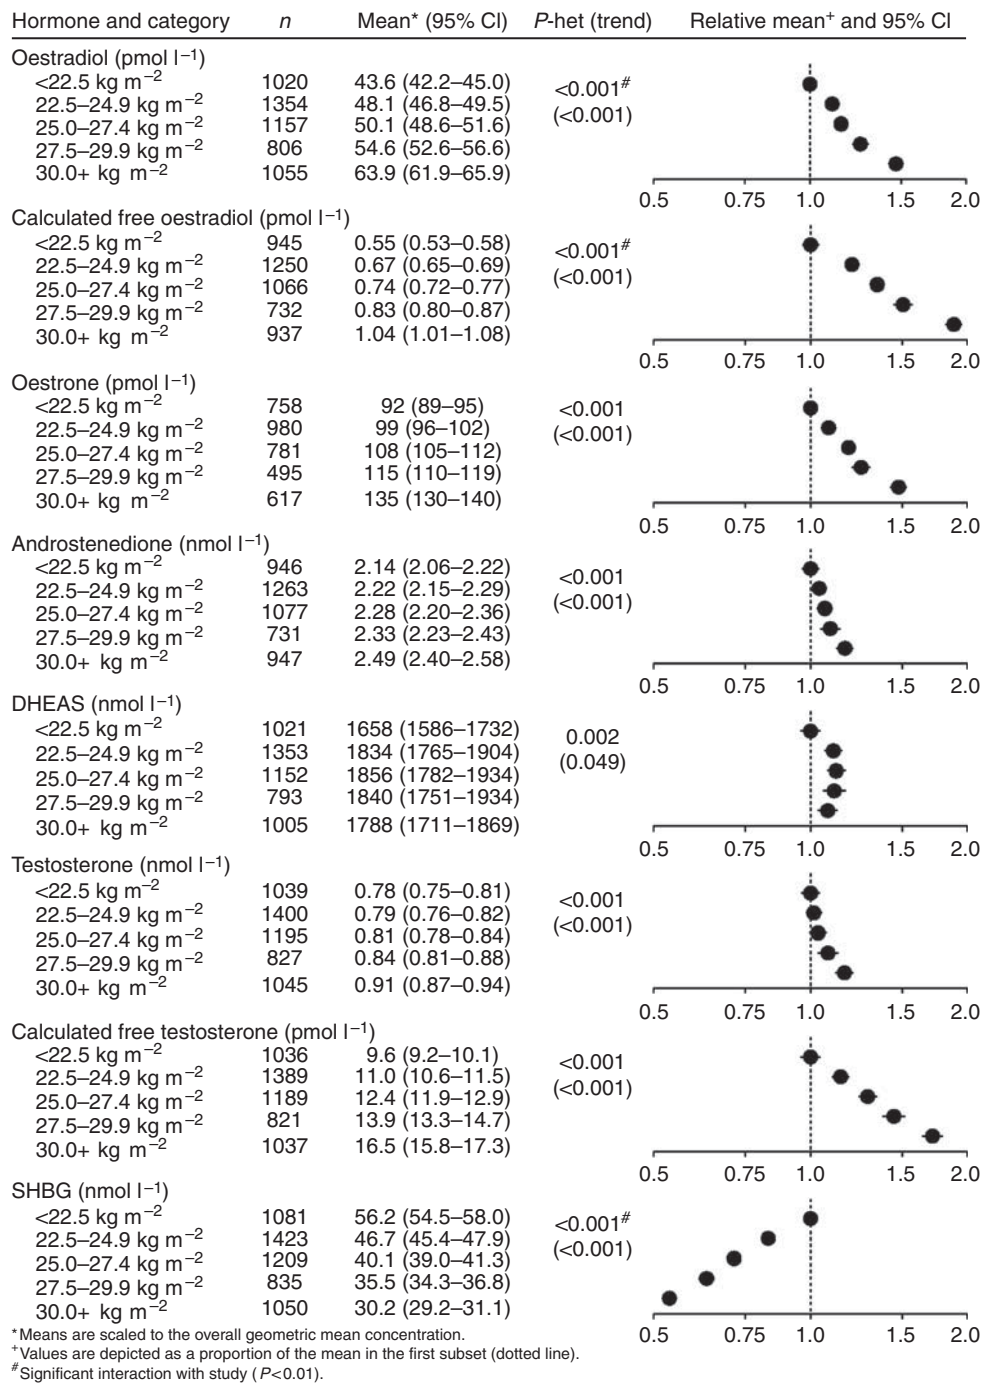 Hormone and category n Mean* (95% CI) P-het (trend) Relative mean+ and 95% CI
Oestradiol (pmol l−1)
<22.5 kg m−2 1020 43.6 (42.2–45.0) <0.001#
22.5–24.9 kg m−2 1354 48.1 (46.8–49.5) (<0.001)
25.0–27.4 kg m−2 1157 50.1 (48.6–51.6)
27.5–29.9 kg m−2 806 54.6 (52.6–56.6)
30.0+ kg m−2 1055 63.9 (61.9–65.9)
0.5 0.75 1.0 1.5 2.0
Calculated free oestradiol (pmol l−1)
<22.5 kg m−2 945 0.55 (0.53–0.58) <0.001#
22.5–24.9 kg m−2 1250 0.67 (0.65–0.69) (<0.001)
25.0–27.4 kg m−2 1066 0.74 (0.72–0.77)
27.5–29.9 kg m−2 732 0.83 (0.80–0.87)
30.0+ kg m−2 937 1.04 (1.01–1.08)
0.5 0.75 1.0 1.5 2.0
Oestrone (pmol l−1)
<22.5 kg m−2 758 92 (89–95) <0.001
22.5–24.9 kg m−2 980 99 (96–102) (<0.001)
25.0–27.4 kg m−2 781 108 (105–112)
27.5–29.9 kg m−2 495 115 (110–119)
30.0+ kg m−2 617 135 (130–140)
0.5 0.75 1.0 1.5 2.0
Androstenedione (nmol l−1)
<22.5 kg m−2 946 2.14 (2.06–2.22) <0.001
22.5–24.9 kg m−2 1263 2.22 (2.15–2.29) (<0.001)
25.0–27.4 kg m−2 1077 2.28 (2.20–2.36)
27.5–29.9 kg m−2 731 2.33 (2.23–2.43)
30.0+ kg m−2 947 2.49 (2.40–2.58)
0.5 0.75 1.0 1.5 2.0
DHEAS (nmol l−1)
<22.5 kg m−2 1021 1658 (1586–1732) 0.002
22.5–24.9 kg m−2 1353 1834 (1765–1904) (0.049)
25.0–27.4 kg m−2 1152 1856 (1782–1934)
27.5–29.9 kg m−2 793 1840 (1751–1934)
30.0+ kg m−2 1005 1788 (1711–1869)
0.5 0.75 1.0 1.5 2.0
Testosterone (nmol l−1)
<22.5 kg m−2 1039 0.78 (0.75–0.81) <0.001
22.5–24.9 kg m−2 1400 0.79 (0.76–0.82) (<0.001)
25.0–27.4 kg m−2 1195 0.81 (0.78–0.84)
27.5–29.9 kg m−2 827 0.84 (0.81–0.88)
30.0+ kg m−2 1045 0.91 (0.87–0.94)
0.5 0.75 1.0 1.5 2.0
Calculated free testosterone (pmol l−1)
<22.5 kg m−2 1036 9.6 (9.2–10.1) <0.001
22.5–24.9 kg m−2 1389 11.0 (10.6–11.5) (<0.001)
25.0–27.4 kg m−2 1189 12.4 (11.9–12.9)
27.5–29.9 kg m−2 821 13.9 (13.3–14.7)
30.0+ kg m−2 1037 16.5 (15.8–17.3)
0.5 0.75 1.0 1.5 2.0
SHBG (nmol l−1)
<22.5 kg m−2 1081 56.2 (54.5–58.0) <0.001#
22.5–24.9 kg m−2 1423 46.7 (45.4–47.9) (<0.001)
25.0–27.4 kg m−2 1209 40.1 (39.0–41.3)
27.5–29.9 kg m−2 835 35.5 (34.3–36.8)
30.0+ kg m−2 1050 30.2 (29.2–31.1)
0.5 0.75 1.0 1.5 2.0
*Means are scaled to the overall geometric mean concentration.
+Values are depicted as a proportion of the mean in the first subset (dotted line).
#Significant interaction with study (P<0.01).